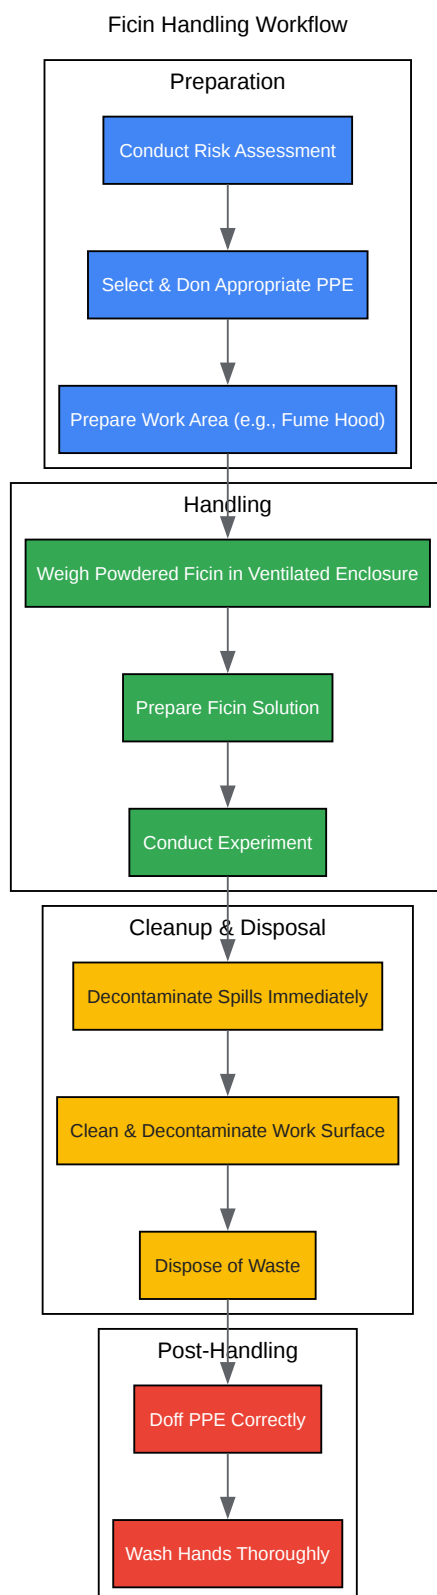 Ficin Handling Workflow
Preparation
Conduct Risk Assessment
Select & Don Appropriate PPE
Prepare Work Area (e.g., Fume Hood)
Handling
Weigh Powdered Ficin in Ventilated Enclosure
Prepare Ficin Solution
Conduct Experiment
Cleanup & Disposal
Decontaminate Spills Immediately
Clean & Decontaminate Work Surface
Dispose of Waste
Post-Handling
Doff PPE Correctly
Wash Hands Thoroughly